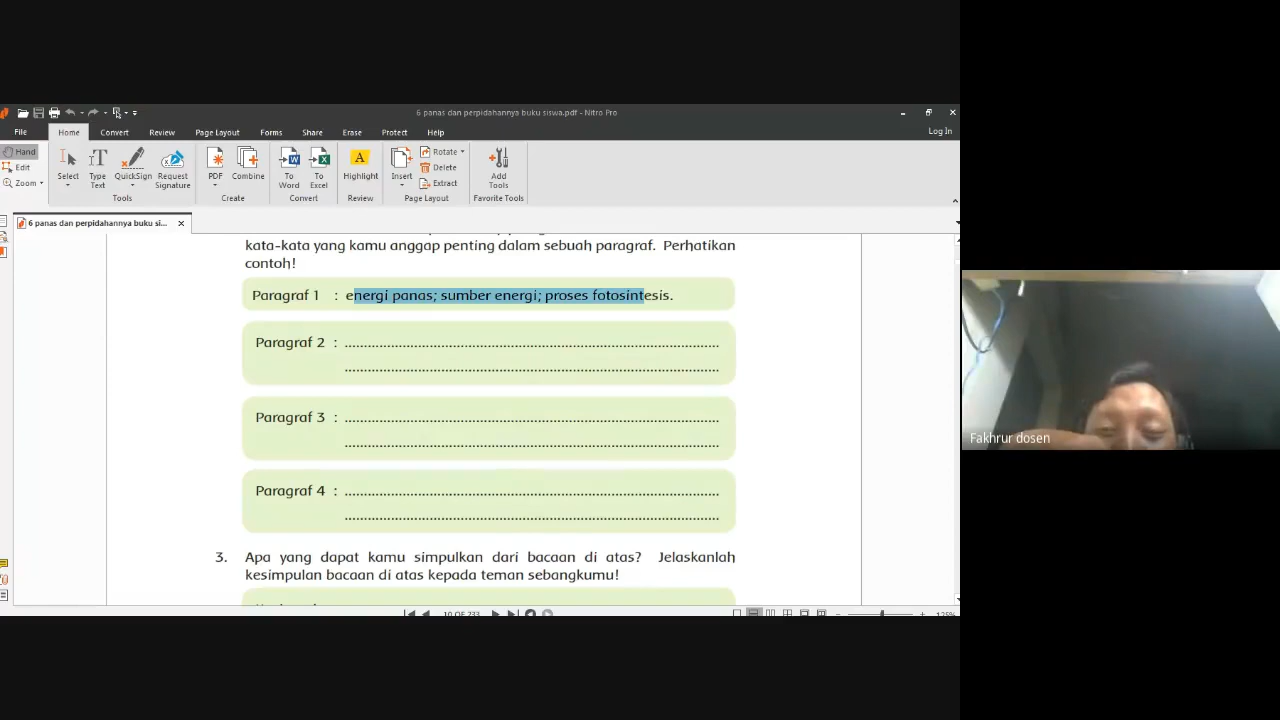 6 panas dan perpidahannya buku siswa.pdf - Nitro Pro
File Home Convert Review Page Layout Forms Share Erase Protect Help Log In
Hand
Edit
Zoom
Select Type Text QuickSign Request Signature
Tools
PDF Combine
Create
To Word To Excel
Convert
Highlight
Review
Insert Rotate Delete Extract
Page Layout
Add Tools
Favorite Tools
6 panas dan perpidahannya buku si...
kata-kata yang kamu anggap penting dalam sebuah paragraf. Perhatikan
contoh!
Paragraf 1 : energi panas; sumber energi; proses fotosintesis.
Paragraf 2 : ................................................
................................................
Paragraf 3 : ................................................
................................................
Paragraf 4 : ................................................
................................................
3. Apa yang dapat kamu simpulkan dari bacaan di atas? Jelaskanlah
kesimpulan bacaan di atas kepada teman sebangkumu!
10 OF 233
125%
Fakhrur dosen